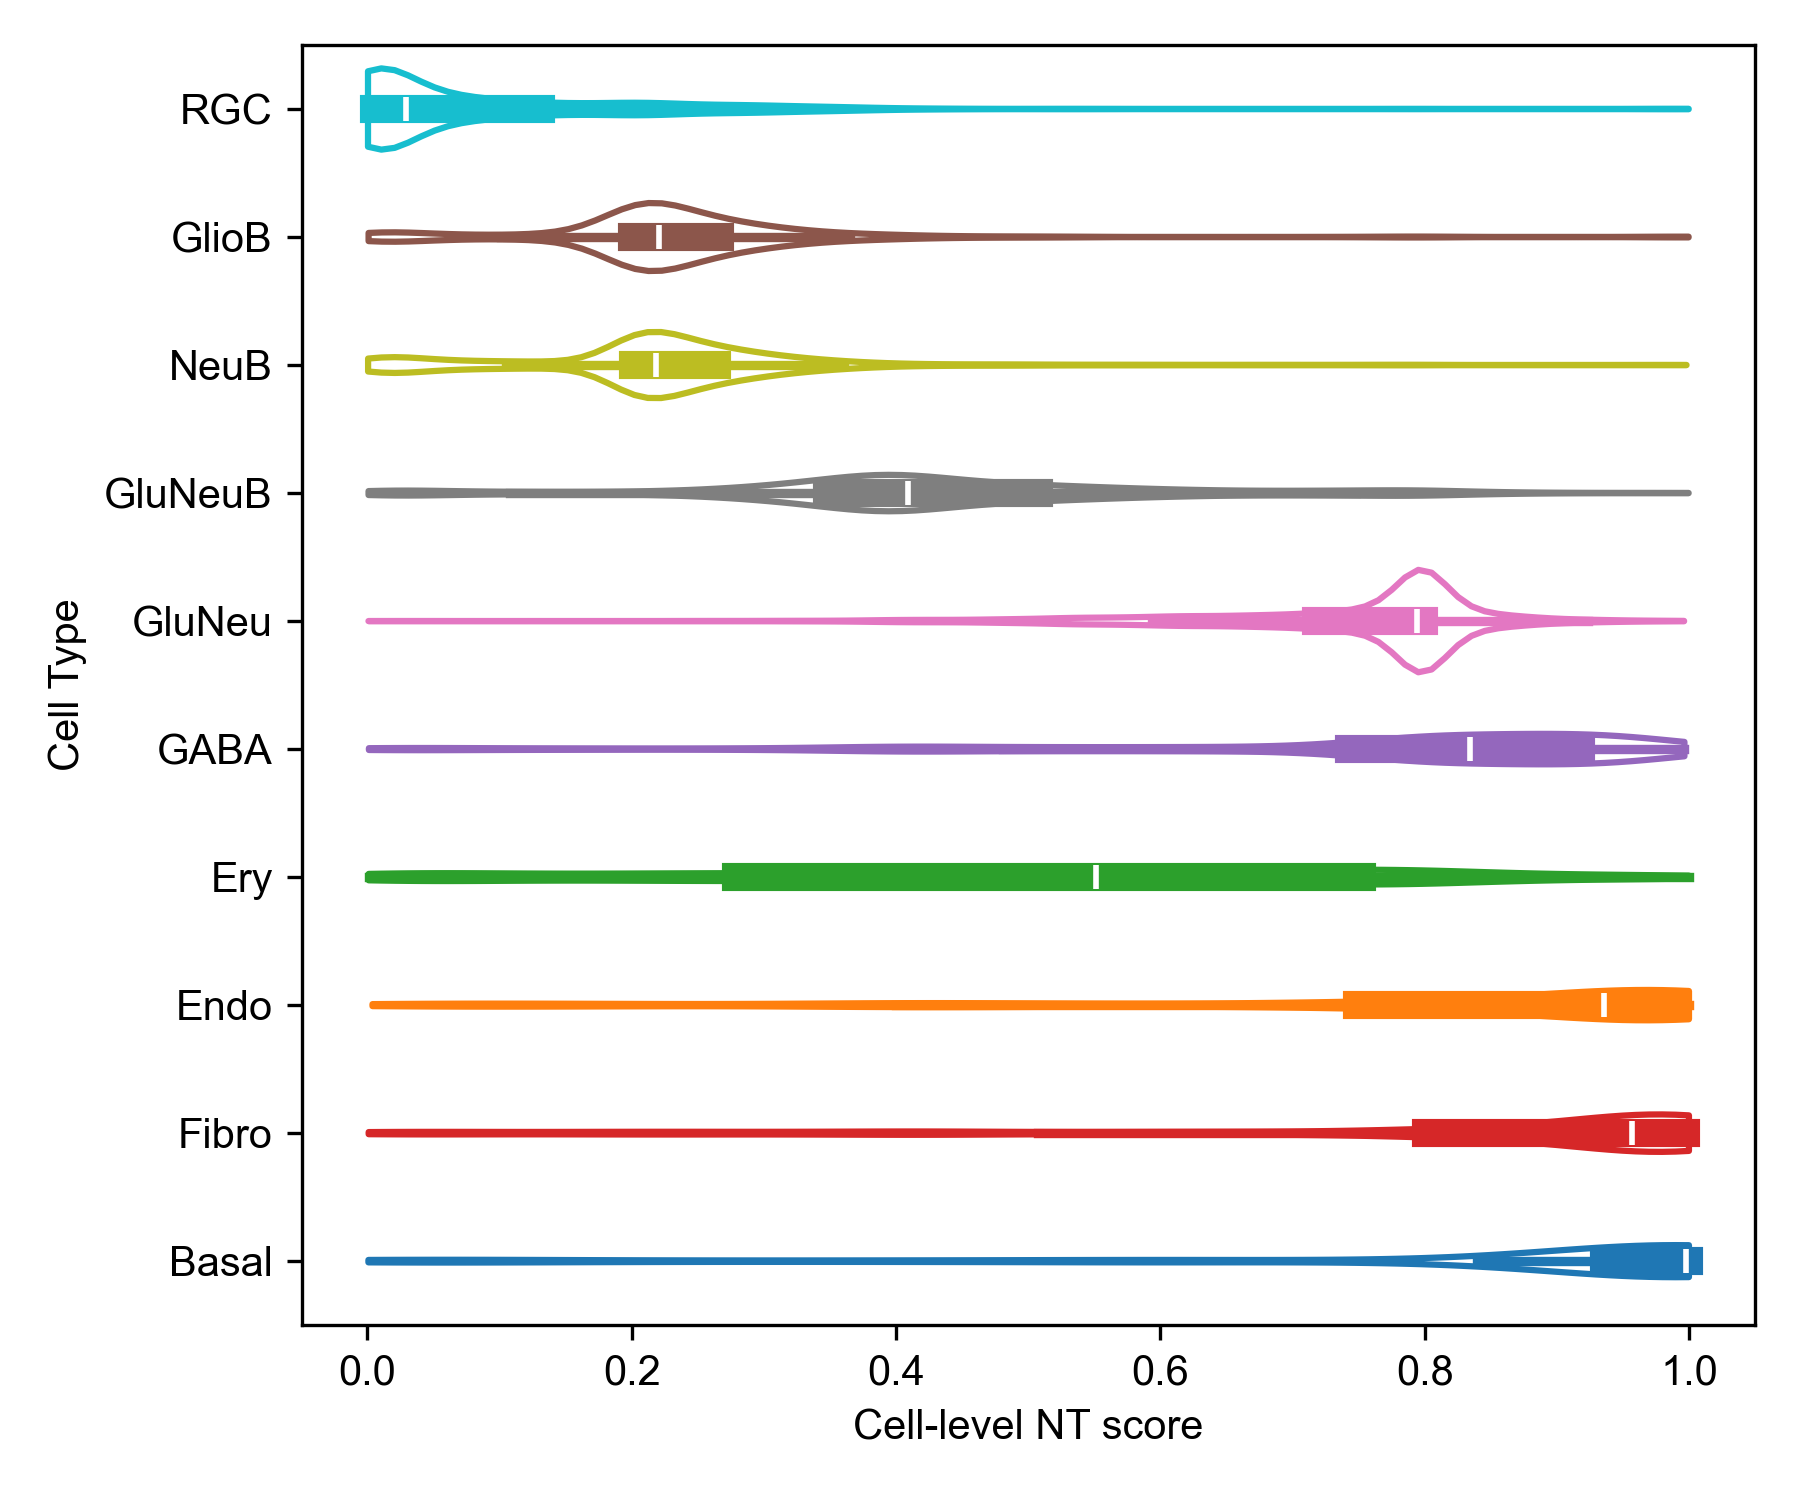 RGC
GlioB
NeuB
GluNeuB
GluNeu
GABA
Ery
Endo
Fibro
Basal
Cell Type
0.0 0.2 0.4 0.6 0.8 1.0
Cell-level NT score